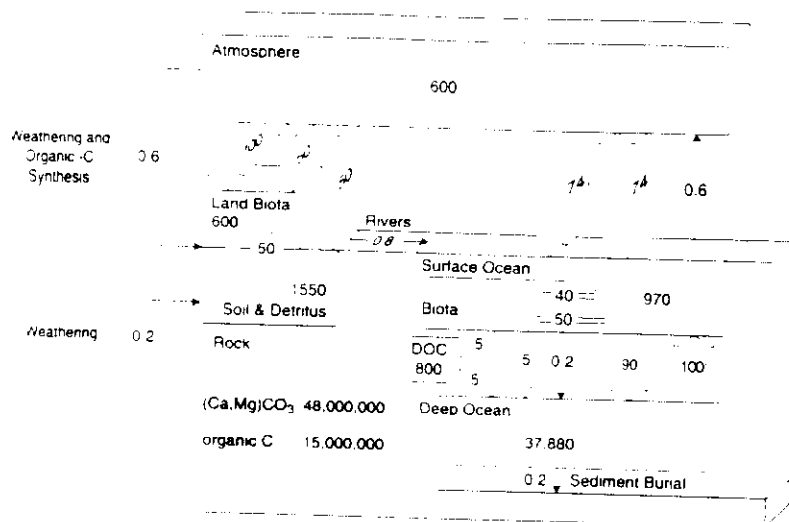 Atmosphere
600
Weathering and
Organic -C
Synthesis
0.6
0.6
Land Biota
600
Rivers
0.8
50
Surface Ocean
1550
40
970
Soil & Detritus
Biota
50
Weathering
0.2
Rock
DOC
800
5
5
5
0.2
90
100
(Ca,Mg)CO3 48,000,000
Deep Ocean
organic C 15,000,000
37,880
0.2 Sediment Burial